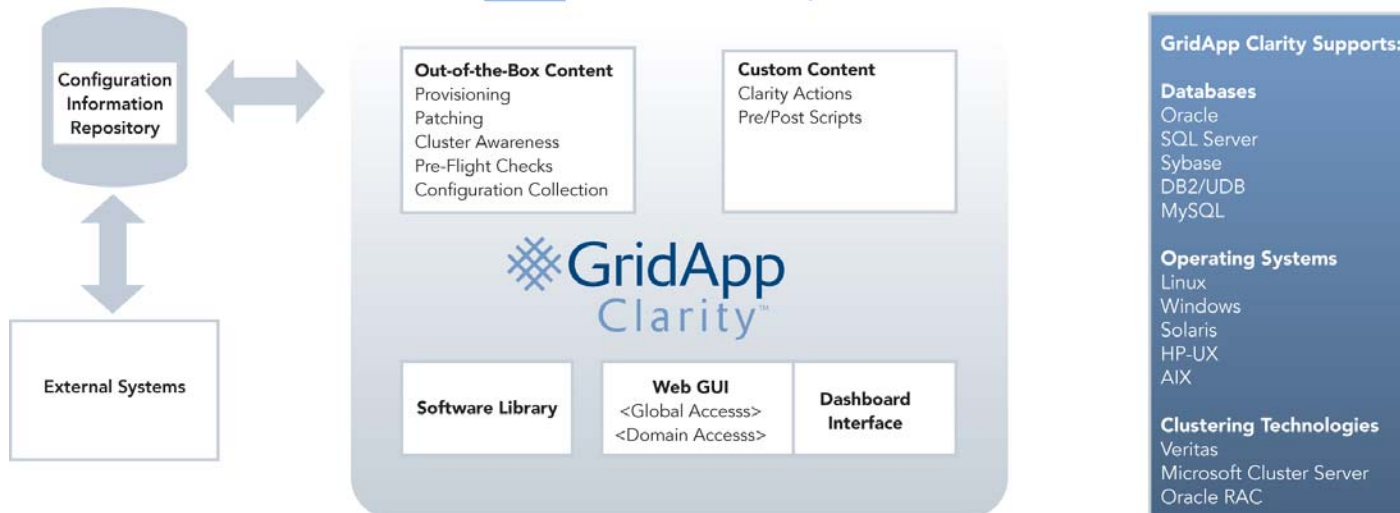 Configuration
Information
Repository
External Systems
Out-of-the-Box Content
Provisioning
Patching
Cluster Awareness
Pre-Flight Checks
Configuration Collection
Custom Content
Clarity Actions
Pre/Post Scripts
GridApp
Clarity™
Software Library
Web GUI
<Global Accesss>
<Domain Accesss>
Dashboard
Interface
GridApp Clarity Supports:
Databases
Oracle
SQL Server
Sybase
DB2/UDB
MySQL
Operating Systems
Linux
Windows
Solaris
HP-UX
AIX
Clustering Technologies
Veritas
Microsoft Cluster Server
Oracle RAC